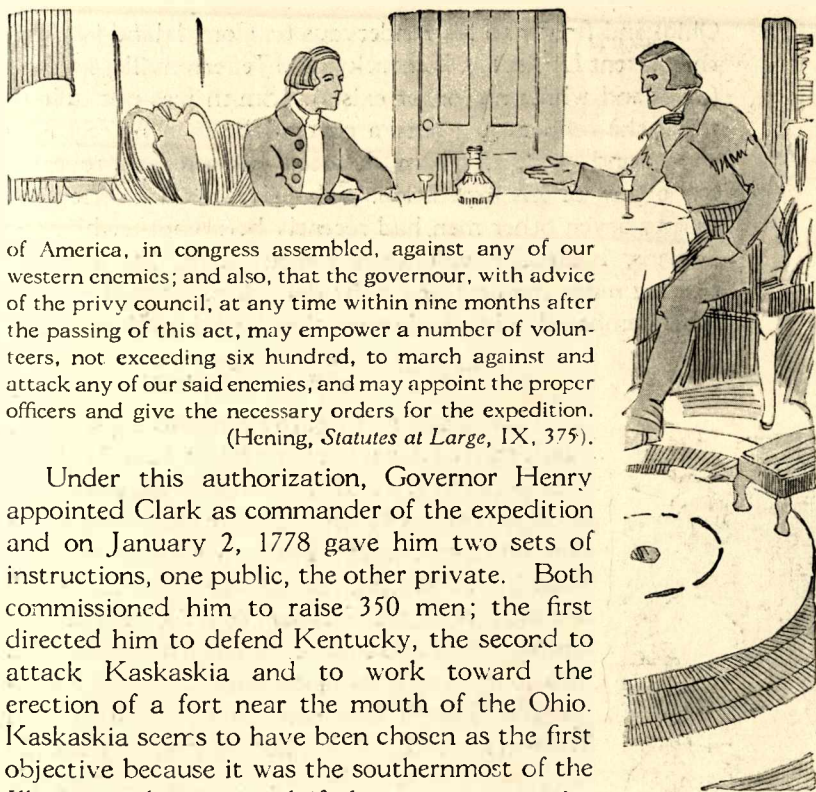 of America, in congress assembled, against any of our
western enemies; and also, that the governour, with advice
of the privy council, at any time within nine months after
the passing of this act, may empower a number of volun-
teers, not exceeding six hundred, to march against and
attack any of our said enemies, and may appoint the proper
officers and give the necessary orders for the expedition.
(Hening, Statutes at Large, IX, 375).
Under this authorization, Governor Henry
appointed Clark as commander of the expedition
and on January 2, 1778 gave him two sets of
instructions, one public, the other private. Both
commissioned him to raise 350 men; the first
directed him to defend Kentucky, the second to
attack Kaskaskia and to work toward the
erection of a fort near the mouth of the Ohio.
Kaskaskia seems to have been chosen as the first
objective because it was the southernmost of the